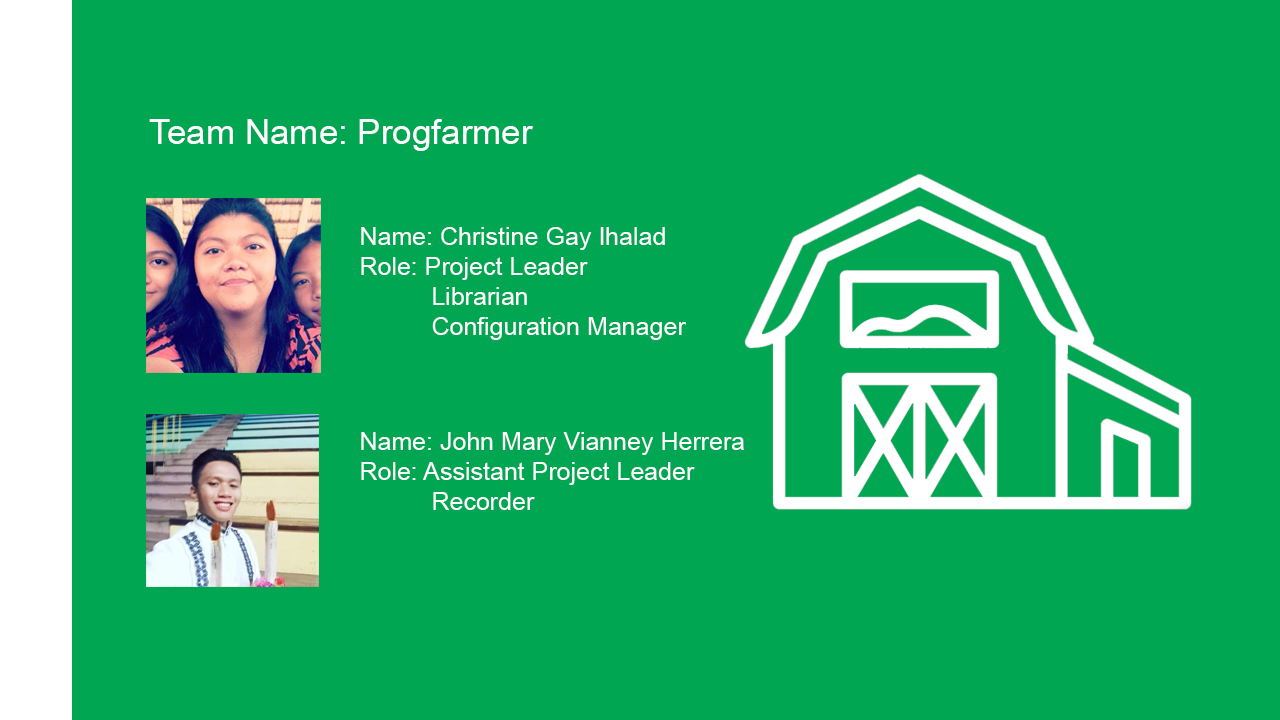 Team Name: Progfarmer
Name: Christine Gay Ihalad
Role: Project Leader
Librarian
Configuration Manager
Name: John Mary Vianney Herrera
Role: Assistant Project Leader
Recorder